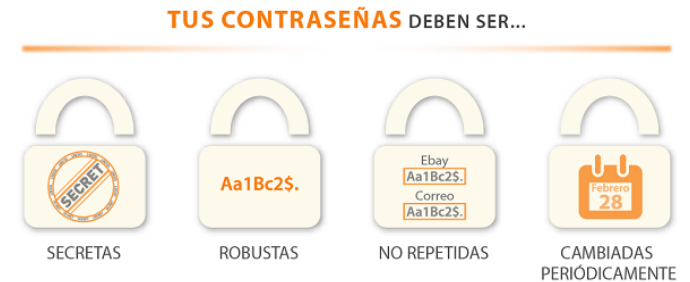 TUS CONTRASEÑAS DEBEN SER...
SECRET
Aa1Bc2$.
Ebay
Aa1Bc2$.
Correo
Aa1Bc2$.
Febrero
28
SECRETAS
ROBUSTAS
NO REPETIDAS
CAMBIADAS
PERIÓDICAMENTE